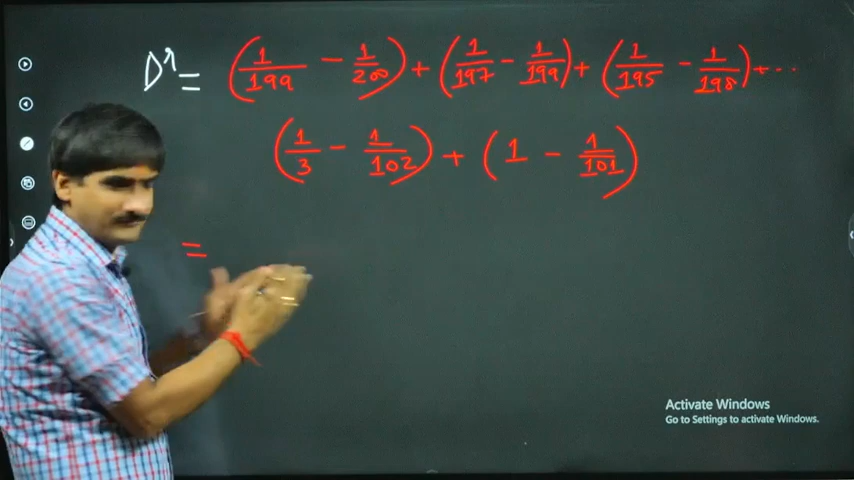 Dʳ = (1/199 - 1/200) + (1/197 - 1/199) + (1/195 - 1/198) + ...
(1/3 - 1/102) + (1 - 1/101)
=
Activate Windows
Go to Settings to activate Windows.